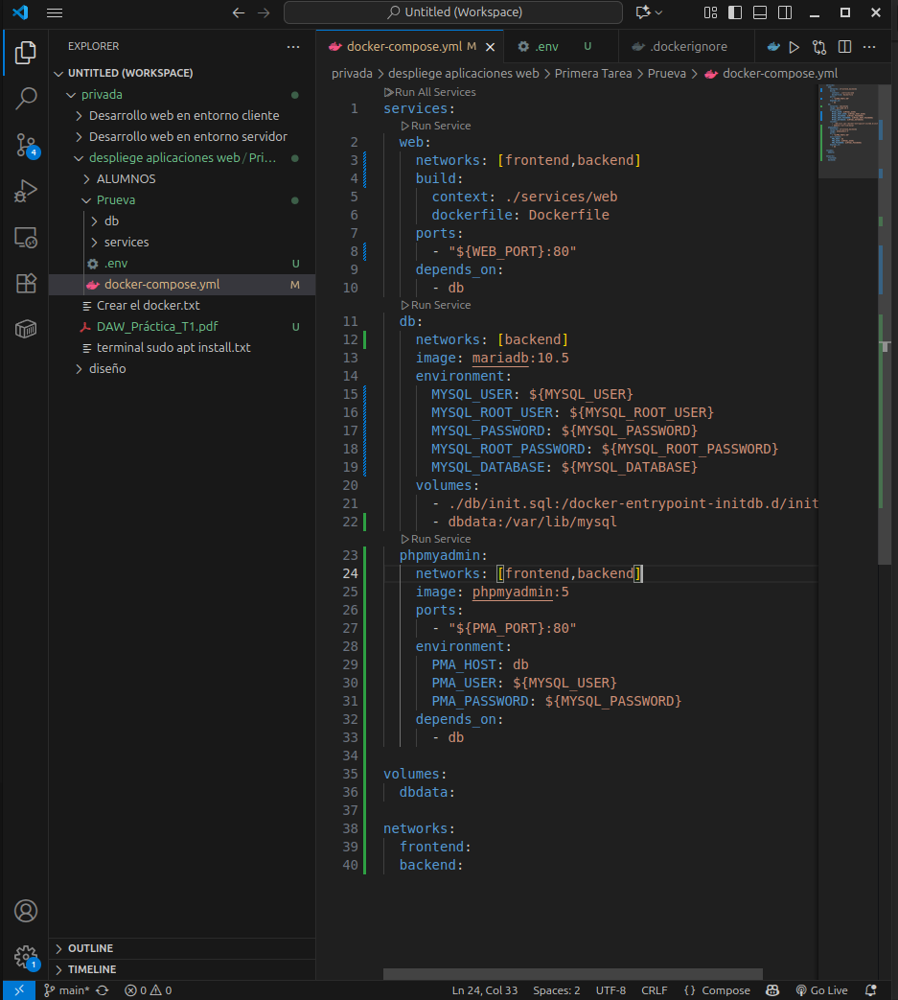 Untitled (Workspace)
EXPLORER
UNTITLED (WORKSPACE)
privada
Desarrollo web en entorno cliente
Desarrollo web en entorno servidor
despliege aplicaciones web / Pri...
ALUMNOS
Prueva
db
services
.env U
docker-compose.yml M
Crear el docker.txt
DAW_Práctica_T1.pdf U
terminal sudo apt install.txt
diseño
OUTLINE
TIMELINE
4
1
docker-compose.yml M
.env U
.dockerignore
privada > despliege aplicaciones web > Primera Tarea > Prueva > docker-compose.yml
Run All Services
1 services:
Run Service
2 web:
3 networks: [frontend,backend]
4 build:
5 context: ./services/web
6 dockerfile: Dockerfile
7 ports:
8 - "${WEB_PORT}:80"
9 depends_on:
10 - db
Run Service
11 db:
12 networks: [backend]
13 image: mariadb:10.5
14 environment:
15 MYSQL_USER: ${MYSQL_USER}
16 MYSQL_ROOT_USER: ${MYSQL_ROOT_USER}
17 MYSQL_PASSWORD: ${MYSQL_PASSWORD}
18 MYSQL_ROOT_PASSWORD: ${MYSQL_ROOT_PASSWORD}
19 MYSQL_DATABASE: ${MYSQL_DATABASE}
20 volumes:
21 - ./db/init.sql:/docker-entrypoint-initdb.d/init
22 - dbdata:/var/lib/mysql
Run Service
23 phpmyadmin:
24 networks: [frontend,backend]
25 image: phpmyadmin:5
26 ports:
27 - "${PMA_PORT}:80"
28 environment:
29 PMA_HOST: db
30 PMA_USER: ${MYSQL_USER}
31 PMA_PASSWORD: ${MYSQL_PASSWORD}
32 depends_on:
33 - db
34
35 volumes:
36 dbdata:
37
38 networks:
39 frontend:
40 backend:
main* 0 0 Ln 24, Col 33 Spaces: 2 UTF-8 CRLF {} Compose Go Live